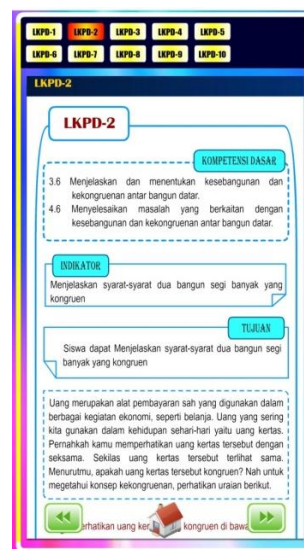 LKPD-1 LKPD-2 LKPD-3 LKPD-4 LKPD-5
LKPD-6 LKPD-7 LKPD-8 LKPD-9 LKPD-10
LKPD-2
LKPD-2
KOMPETENSI DASAR
3.6 Menjelaskan dan menentukan kesebangunan dan
kekongruenan antar bangun datar.
4.6 Menyelesaikan masalah yang berkaitan dengan
kesebangunan dan kekongruenan antar bangun datar.
INDIKATOR
Menjelaskan syarat-syarat dua bangun segi banyak yang
kongruen
TUJUAN
Siswa dapat Menjelaskan syarat-syarat dua bangun segi
banyak yang kongruen
Uang merupakan alat pembayaran sah yang digunakan dalam
berbagai kegiatan ekonomi, seperti belanja. Uang yang sering
kita gunakan dalam kehidupan sehari-hari yaitu uang kertas.
Pernahkah kamu memperhatikan uang kertas tersebut dengan
seksama. Sekilas uang kertas tersebut terlihat sama.
Menurutmu, apakah uang kertas tersebut kongruen? Nah untuk
megetahui konsep kekongruenan, perhatikan uraian berikut.
erhatikan uang ker kongruen di bawa